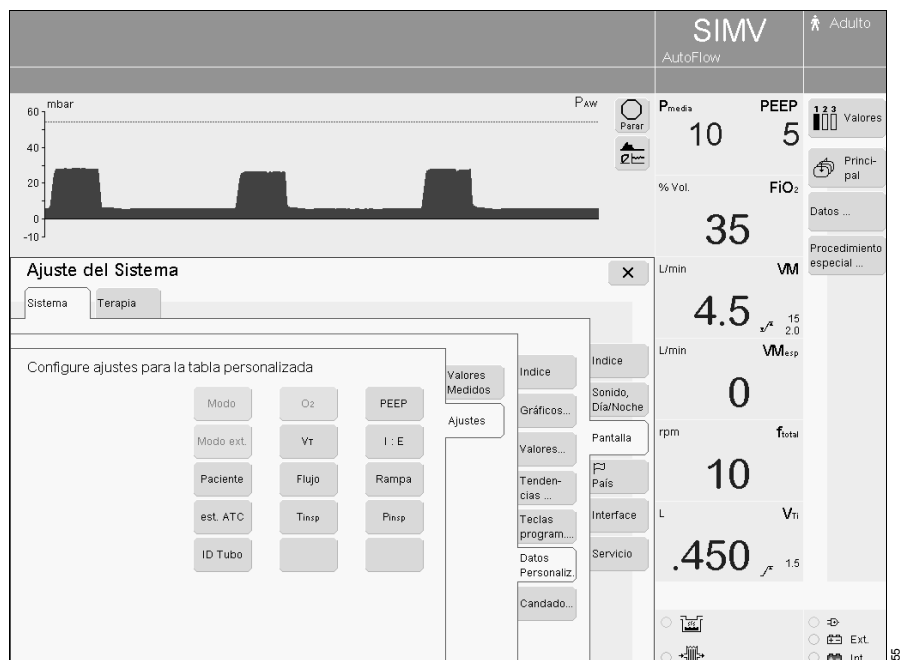 SIMV
AutoFlow
Adulto
mbar
PAW
60
40
20
0
-10
Parar
Pmedia
PEEP
10
5
% Vol.
FiO₂
35
L/min
VM
4.5
15
2.0
L/min
VMesp
0
rpm
ftotal
10
L
VTi
.450
1.5
1 2 3
Valores
Princi-
pal
Datos ...
Procedimiento
especial ...
Ajuste del Sistema
Sistema
Terapia
Configure ajustes para la tabla personalizada
Modo
O₂
PEEP
Modo ext.
VT
I : E
Paciente
Flujo
Rampa
est. ATC
Tinsp
Pinsp
ID Tubo
Valores
Medidos
Ajustes
Indice
Gráficos...
Valores...
Tenden-
cias ...
Teclas
program....
Datos
Personaliz.
Candado...
Indice
Sonido,
Día/Noche
Pantalla
País
Interface
Servicio
Ext.
Int.
55